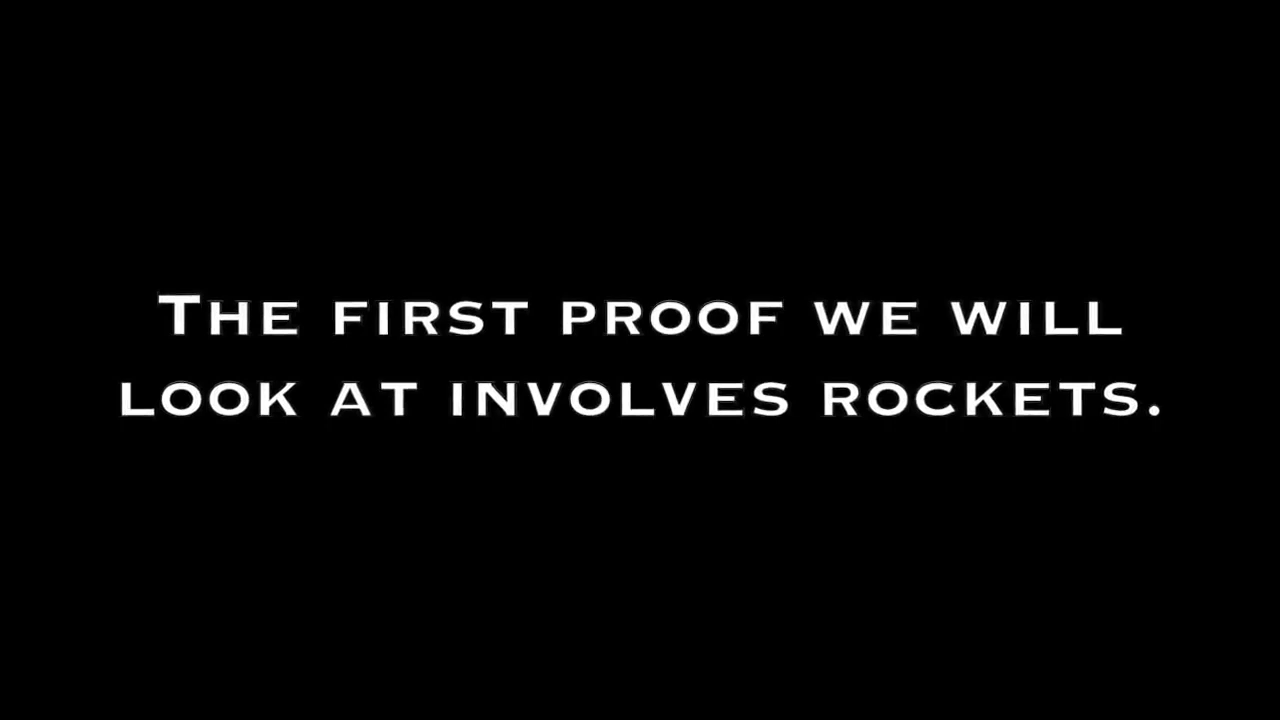 The first proof we will
look at involves rockets.